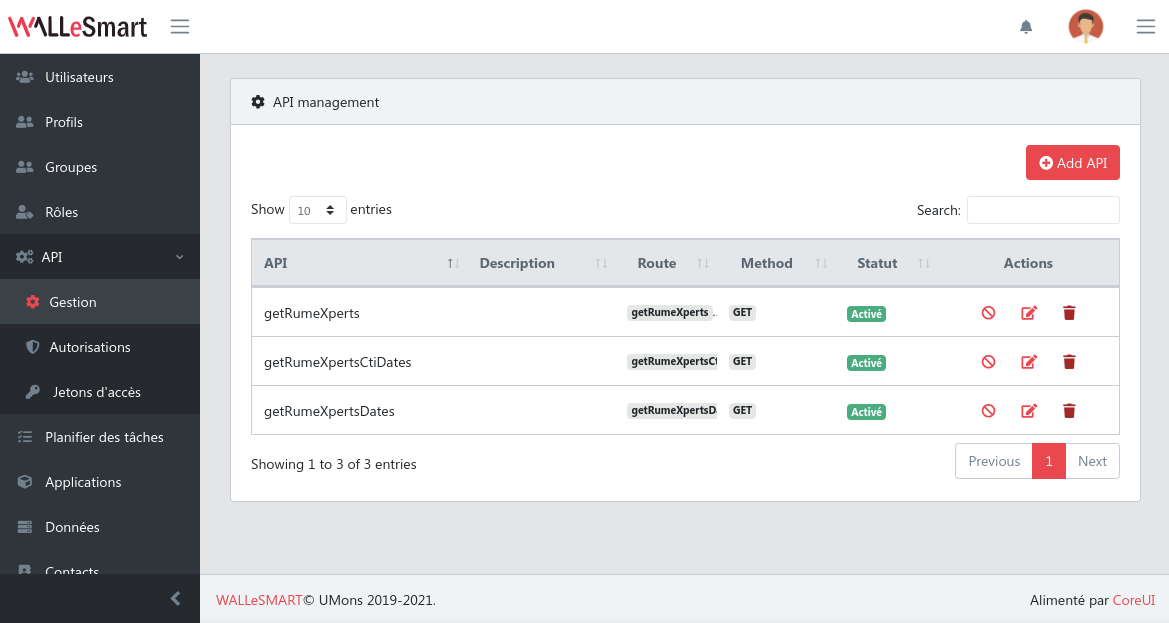 WALLeSmart
Utilisateurs
Profils
Groupes
Rôles
API
Gestion
Autorisations
Jetons d'accès
Planifier des tâches
Applications
Données
Contacts
API management
Add API
Show 10 entries
Search:
API Description Route Method Statut Actions
getRumeXperts getRumeXperts .. GET Activé
getRumeXpertsCtiDates getRumeXpertsCt GET Activé
getRumeXpertsDates getRumeXpertsDa GET Activé
Showing 1 to 3 of 3 entries
Previous 1 Next
WALLeSMART© UMons 2019-2021.
Alimenté par CoreUI